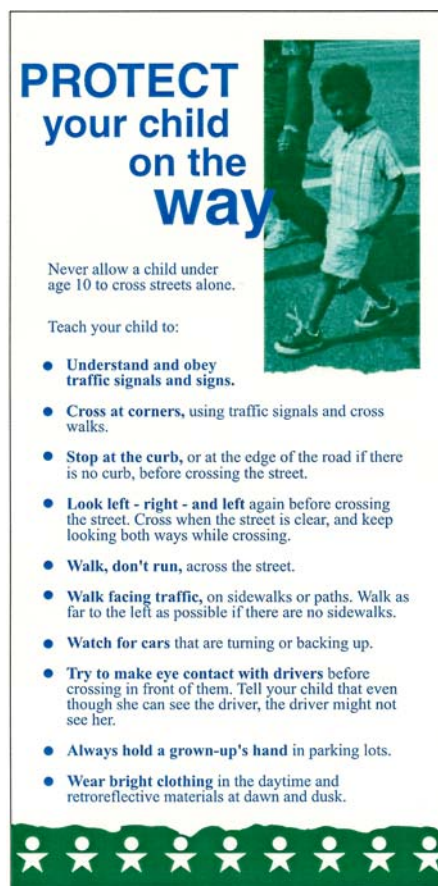 PROTECT
your child
on the
way
Never allow a child under
age 10 to cross streets alone.
Teach your child to:
Understand and obey
traffic signals and signs.
Cross at corners, using traffic signals and cross
walks.
Stop at the curb, or at the edge of the road if there
is no curb, before crossing the street.
Look left - right - and left again before crossing
the street. Cross when the street is clear, and keep
looking both ways while crossing.
Walk, don't run, across the street.
Walk facing traffic, on sidewalks or paths. Walk as
far to the left as possible if there are no sidewalks.
Watch for cars that are turning or backing up.
Try to make eye contact with drivers before
crossing in front of them. Tell your child that even
though she can see the driver, the driver might not
see her.
Always hold a grown-up's hand in parking lots.
Wear bright clothing in the daytime and
retroreflective materials at dawn and dusk.